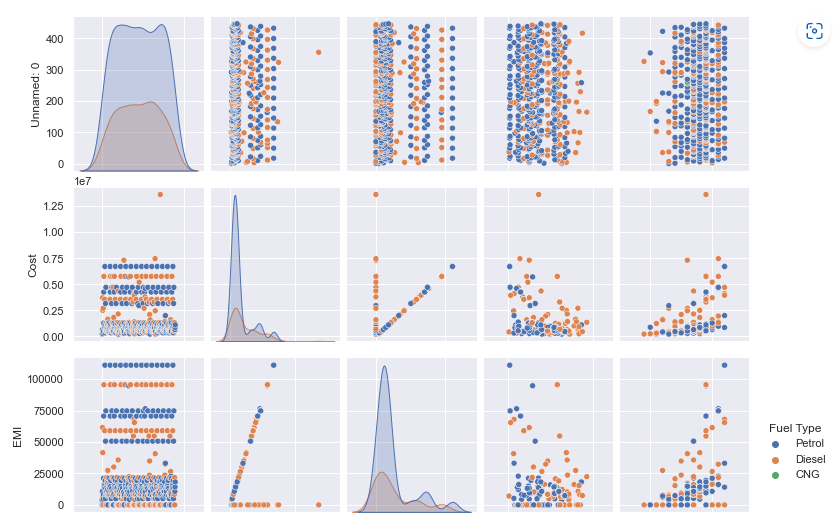 400
300
200
100
0
Unnamed: 0
1e7
1.25
1.00
0.75
0.50
0.25
0.00
Cost
100000
75000
50000
25000
0
EMI
Fuel Type
Petrol
Diesel
CNG